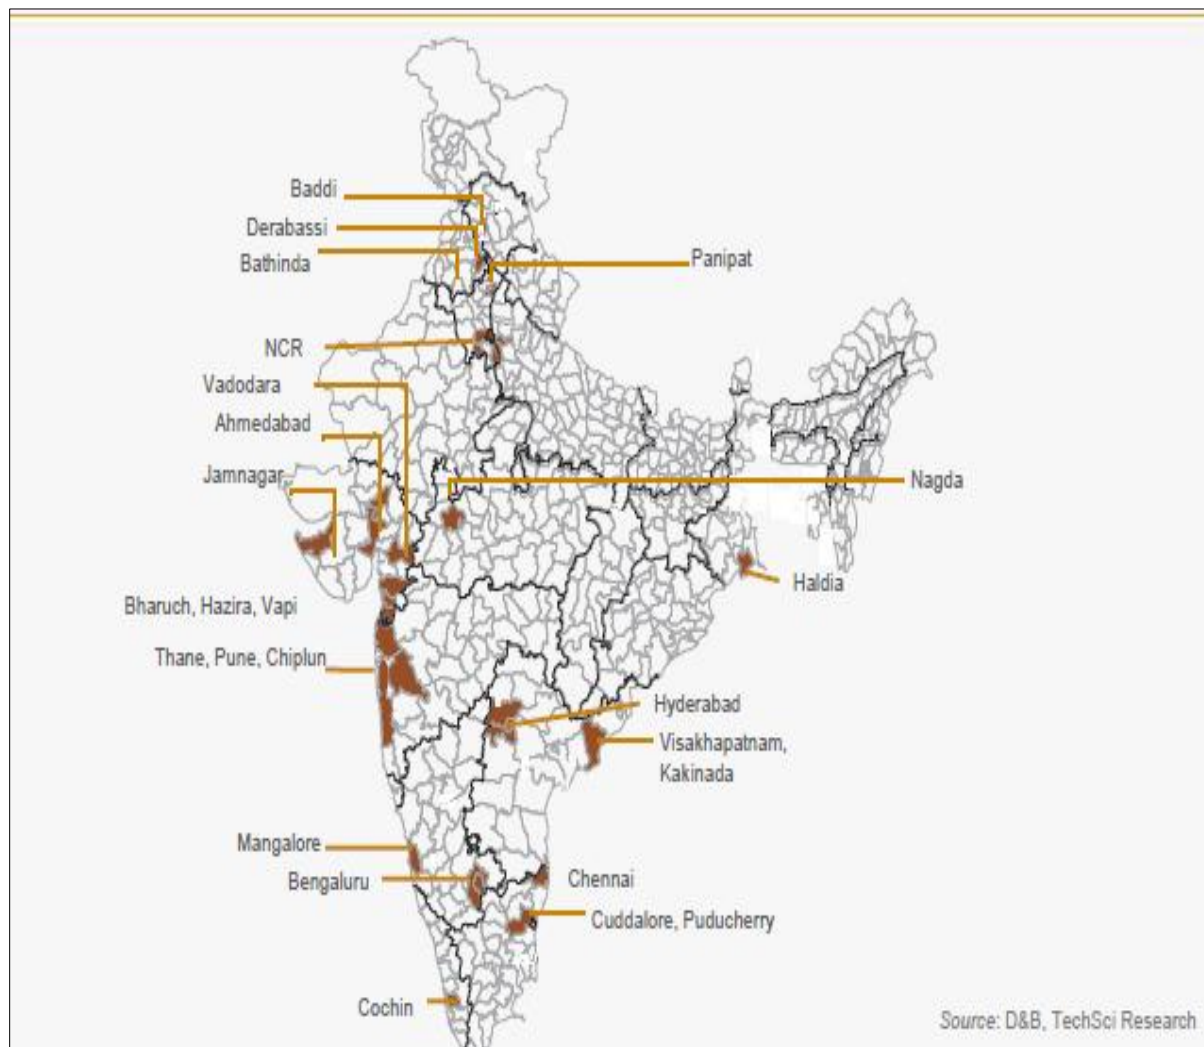 Baddi
Derabassi
Bathinda
Panipat
NCR
Vadodara
Ahmedabad
Jamnagar
Nagda
Haldia
Bharuch, Hazira, Vapi
Thane, Pune, Chiplun
Hyderabad
Visakhapatnam,
Kakinada
Mangalore
Bengaluru
Chennai
Cuddalore, Puducherry
Cochin
Source: D&B, TechSci Research